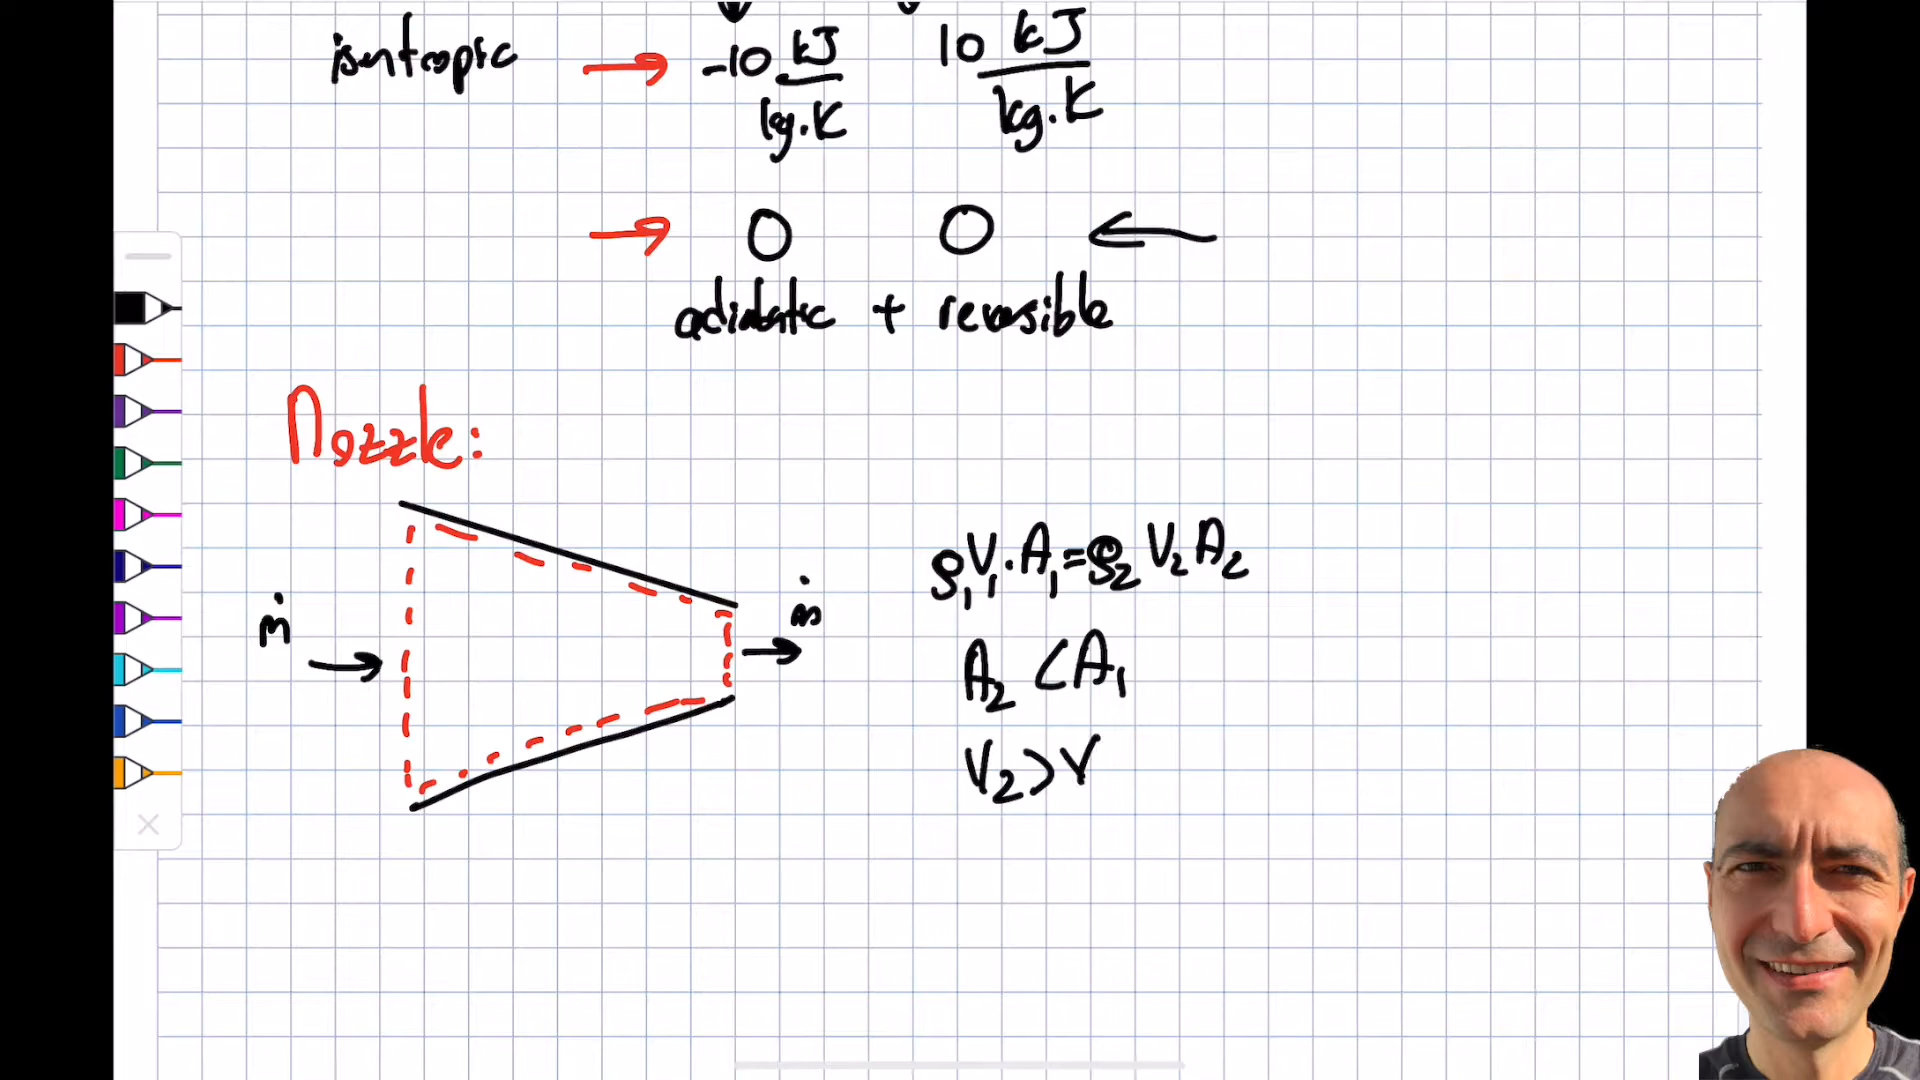 isentropic → -10 kJ/kg.K 10 kJ/kg.K
→ 0 0 ←
adiabatic + reversible
Nozzle:
ṁ → → ṁ
ρ₁V₁.A₁=ρ₂V₂A₂
A₂<A₁
V₂>V